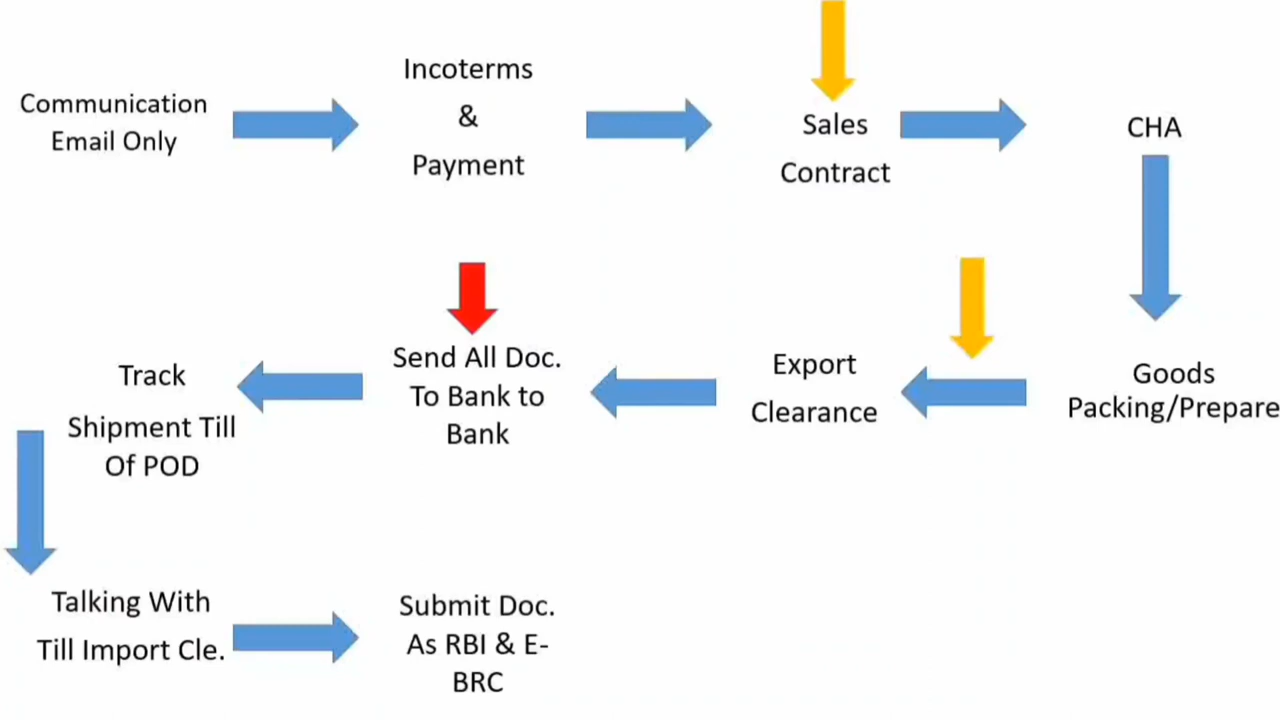 Communication
Email Only
Incoterms
&
Payment
Sales
Contract
CHA
Goods
Packing/Prepare
Export
Clearance
Send All Doc.
To Bank to
Bank
Track
Shipment Till
Of POD
Talking With
Till Import Cle.
Submit Doc.
As RBI & E-
BRC